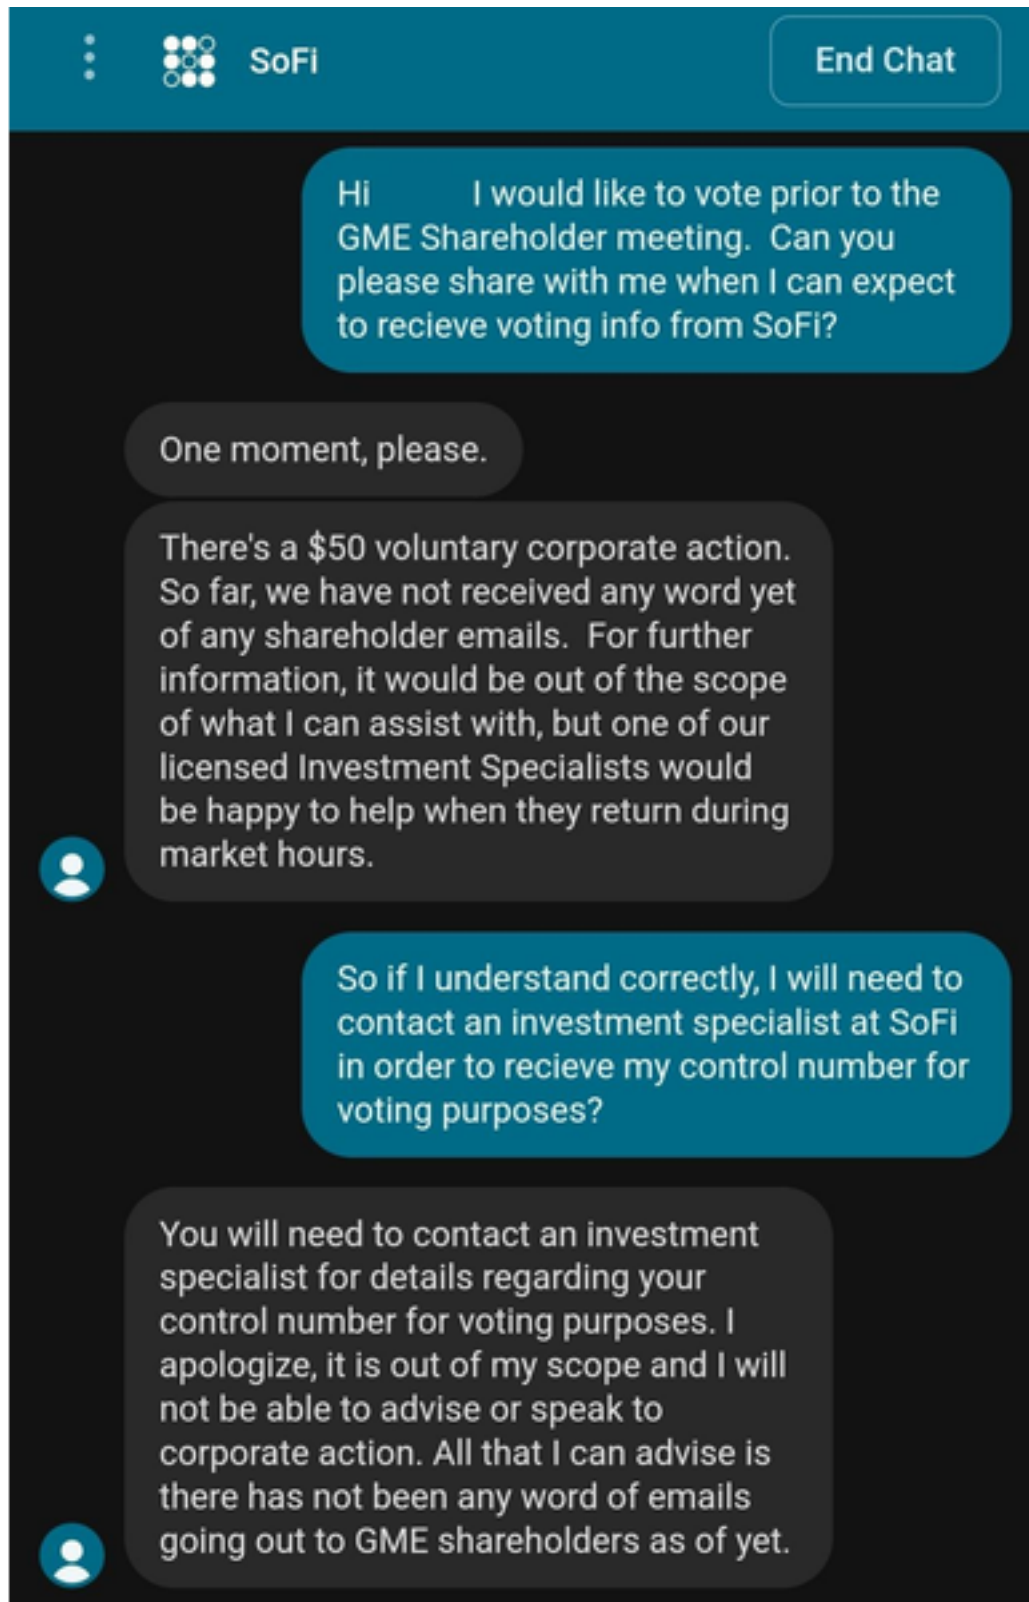 SoFi
End Chat
Hi I would like to vote prior to the
GME Shareholder meeting.  Can you
please share with me when I can expect
to recieve voting info from SoFi?
One moment, please.
There's a $50 voluntary corporate action.
So far, we have not received any word yet
of any shareholder emails.  For further
information, it would be out of the scope
of what I can assist with, but one of our
licensed Investment Specialists would
be happy to help when they return during
market hours.
So if I understand correctly, I will need to
contact an investment specialist at SoFi
in order to recieve my control number for
voting purposes?
You will need to contact an investment
specialist for details regarding your
control number for voting purposes. I
apologize, it is out of my scope and I will
not be able to advise or speak to
corporate action. All that I can advise is
there has not been any word of emails
going out to GME shareholders as of yet.